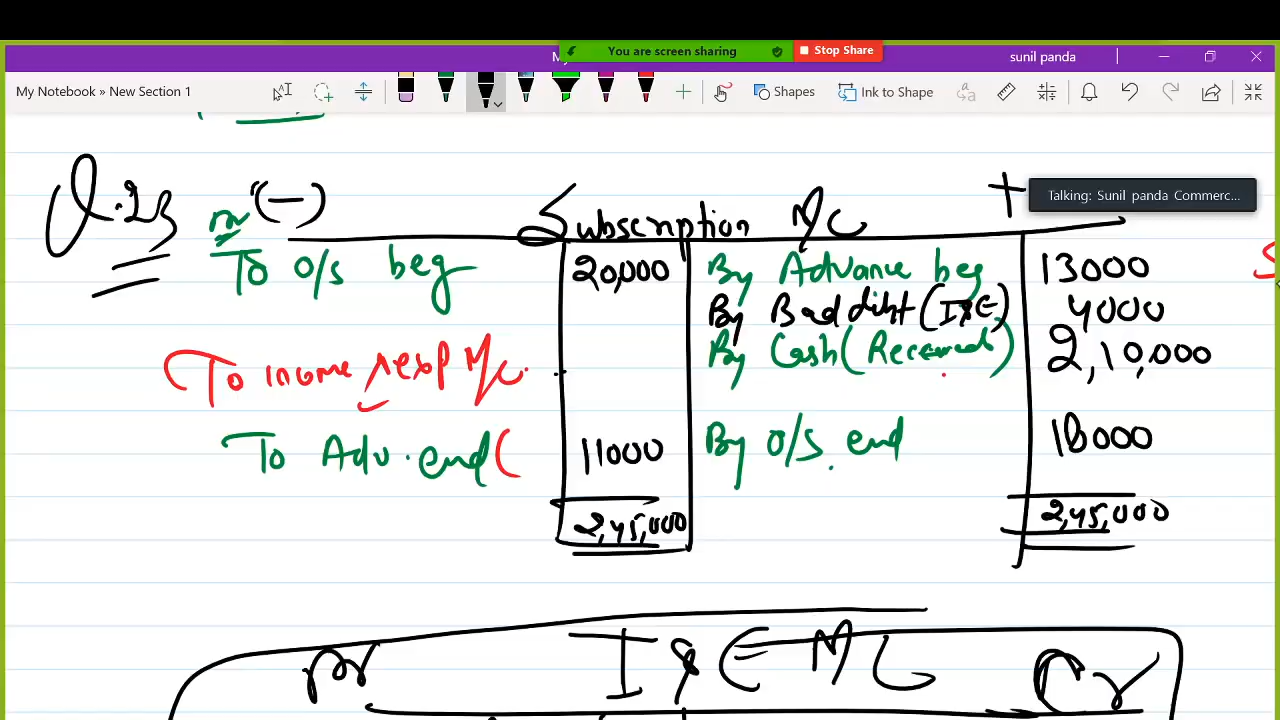 You are screen sharing
Stop Share
My
sunil panda
My Notebook » New Section 1
Shapes
Ink to Shape
Talking: Sunil panda Commerc...
Q.23
(-)
+
Subscription A/C
Dr
To O/s beg 20,000 By Advance beg 13000
By Bad debt (I&E) 4000
To income & exp A/c. By Cash (Received) 2,10,000
To Adv. end ( 11000 By O/S. end 18000
2,45,000 2,45,000
I & E A/C
Dr Cr